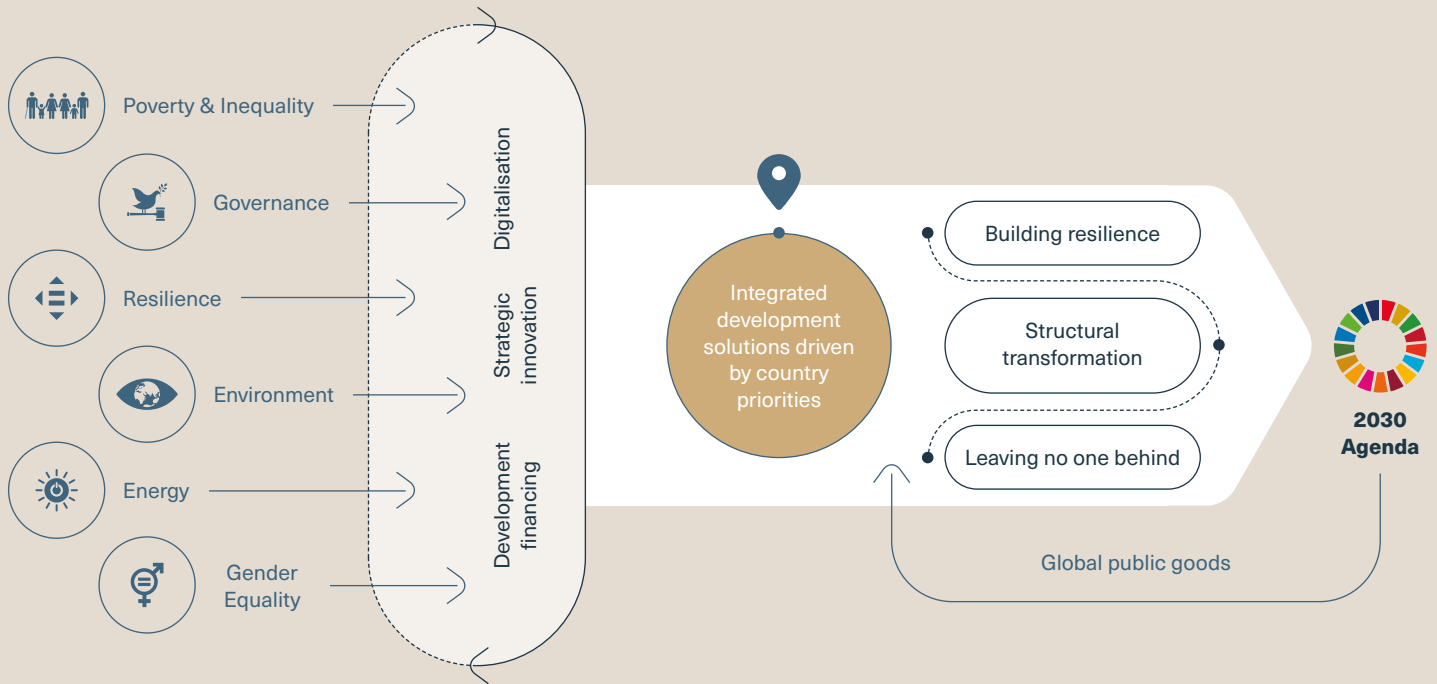 Poverty & Inequality
Governance
Resilience
Environment
Energy
Gender
Equality
Digitalisation
Strategic
innovation
Development
financing
Integrated
development
solutions driven
by country
priorities
Building resilience
Structural
transformation
Leaving no one behind
2030
Agenda
Global public goods